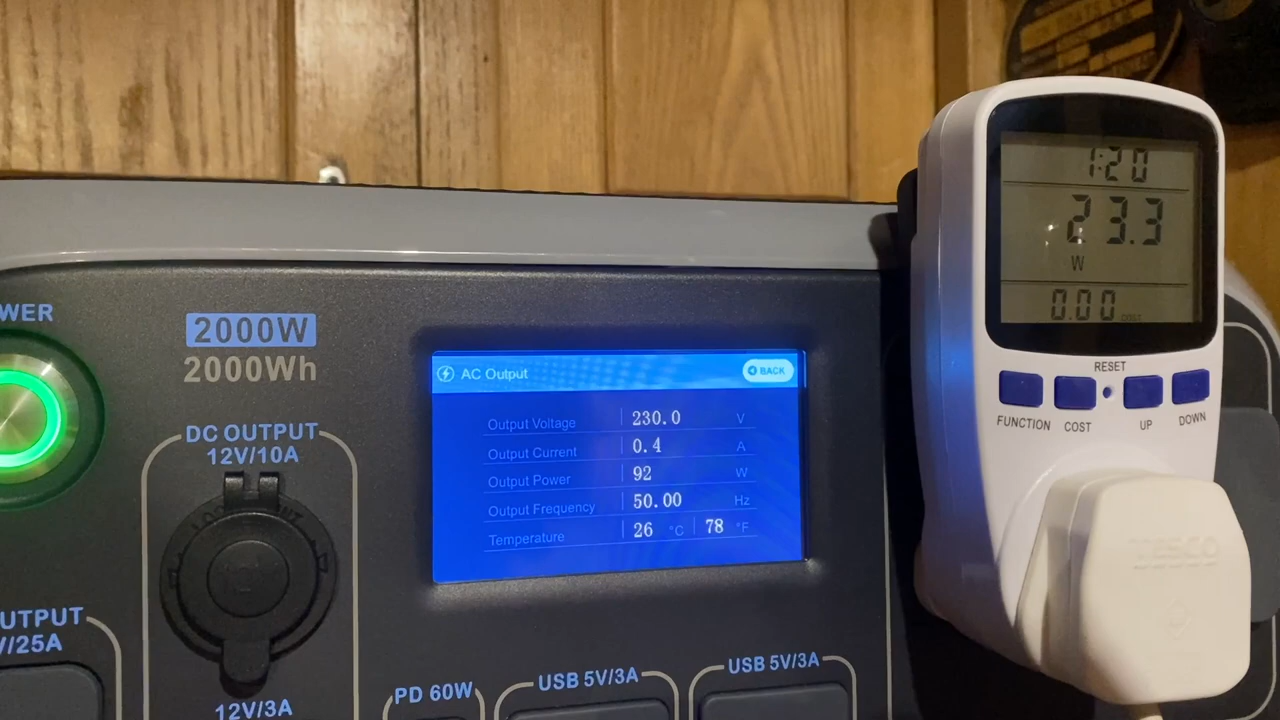 WER
2000W
2000Wh
DC OUTPUT
12V/10A
UTPUT
V/25A
12V/3A
AC Output
BACK
Output Voltage 230.0 V
Output Current 0.4 A
Output Power 92 W
Output Frequency 50.00 Hz
Temperature 26 °C 78 °F
PD 60W
USB 5V/3A
USB 5V/3A
1:20
23.3
W
0.00 COST
RESET
FUNCTION COST UP DOWN
TESCO